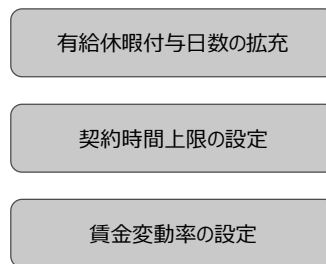 有給休暇付与日数の拡充
契約時間上限の設定
賃金変動率の設定